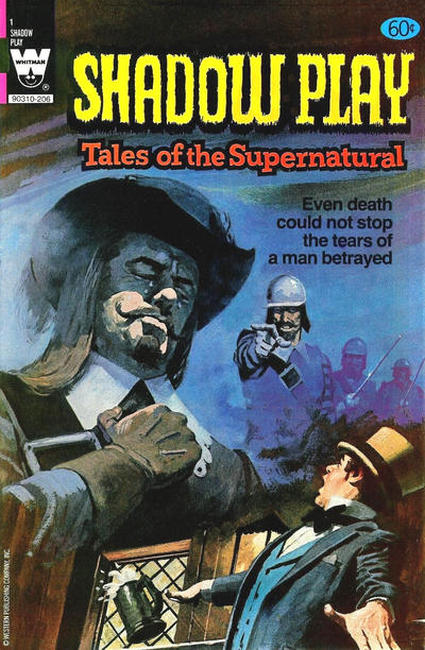 1
SHADOW
PLAY
WHITMAN
®
90310-206
60¢
SHADOW PLAY
Tales of the Supernatural
Even death
could not stop
the tears of
a man betrayed
© WESTERN PUBLISHING COMPANY, INC.